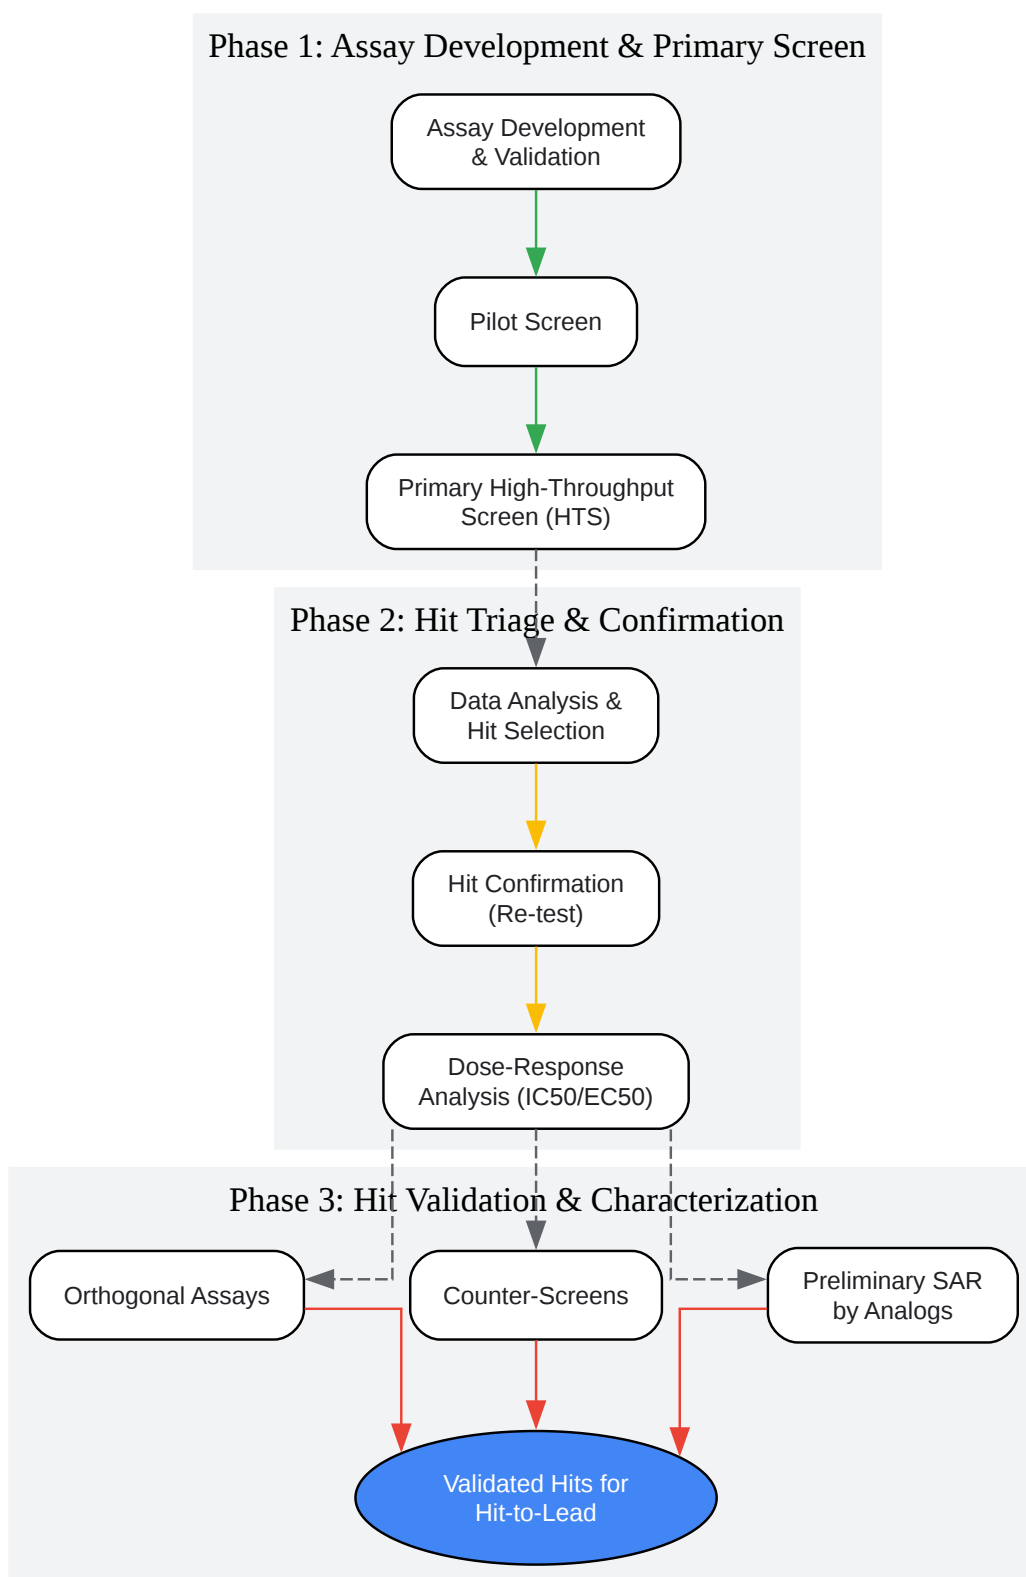 Phase 1: Assay Development & Primary Screen
Assay Development
& Validation
Pilot Screen
Primary High-Throughput
Screen (HTS)
Phase 2: Hit Triage & Confirmation
Data Analysis &
Hit Selection
Hit Confirmation
(Re-test)
Dose-Response
Analysis (IC50/EC50)
Phase 3: Hit Validation & Characterization
Orthogonal Assays
Counter-Screens
Preliminary SAR
by Analogs
Validated Hits for
Hit-to-Lead